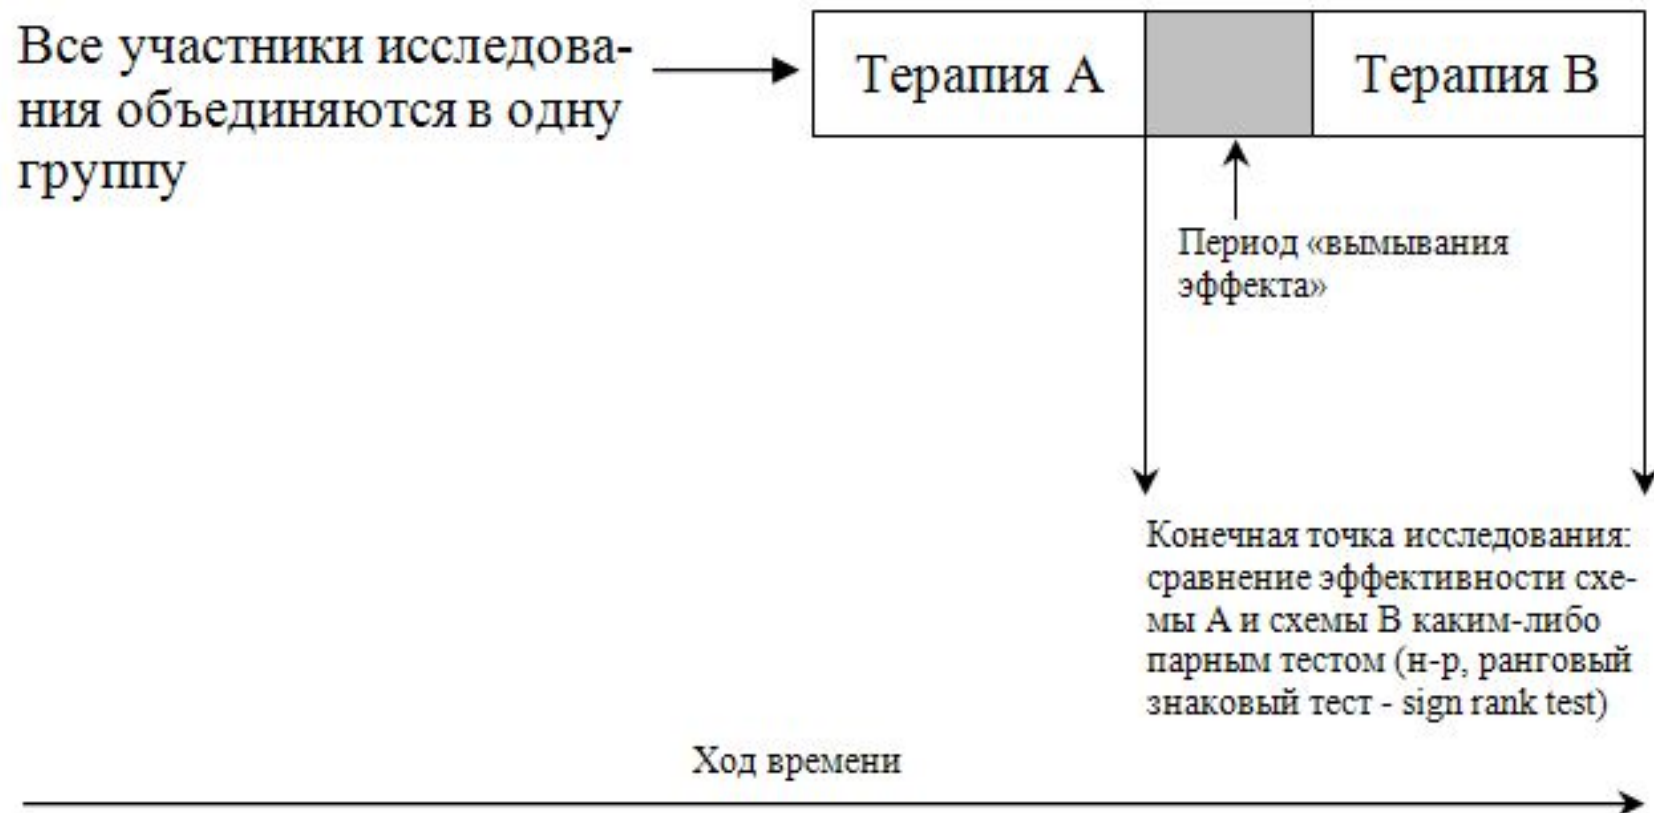 Все участники исследова-
ния объединяются в одну
группу
Терапия А
Терапия В
Период «вымывания
эффекта»
Конечная точка исследования:
сравнение эффективности схе-
мы А и схемы В каким-либо
парным тестом (н-р, ранговый
знаковый тест - sign rank test)
Ход времени